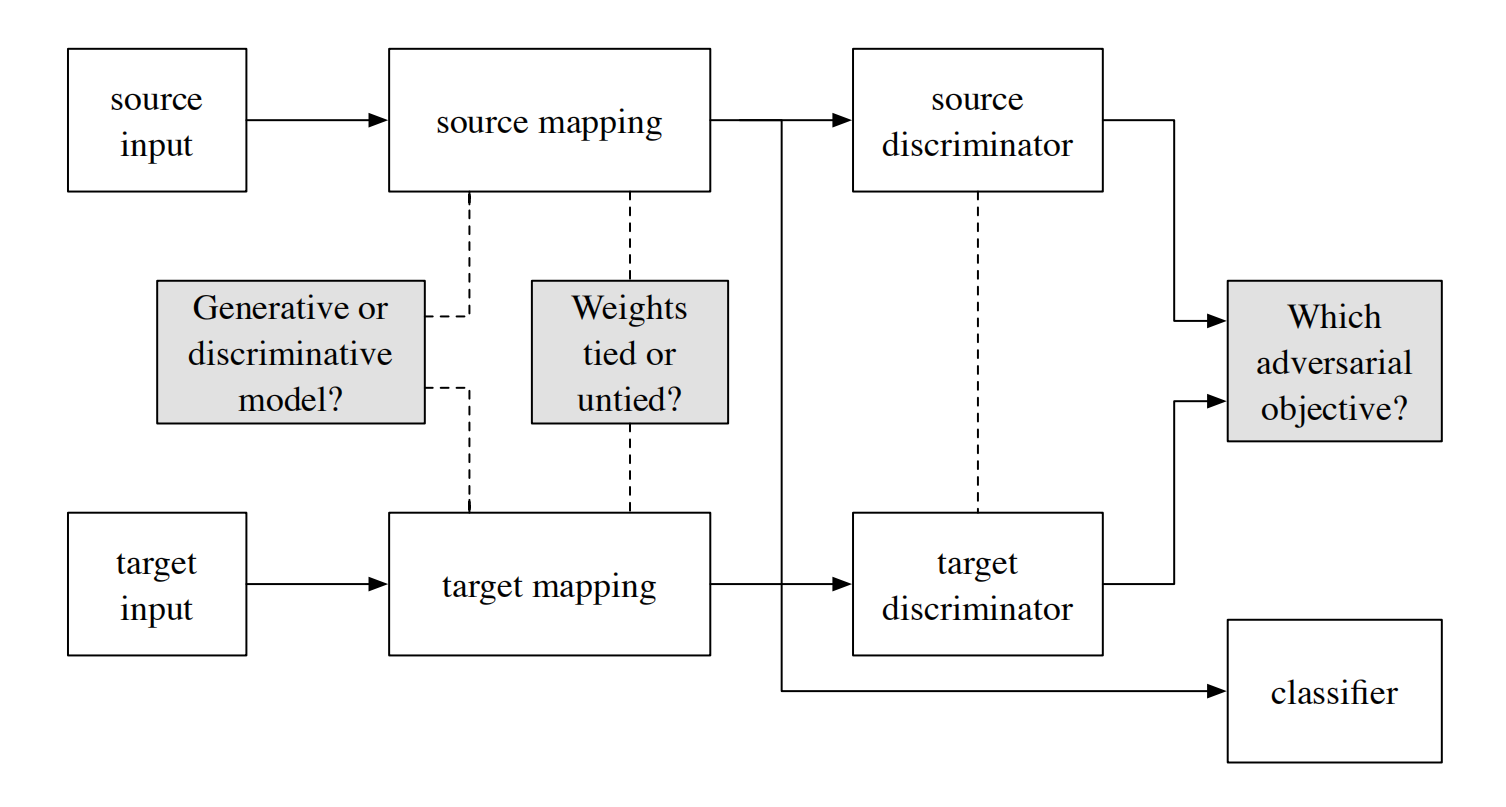 source
input
source mapping
source
discriminator
Generative or
discriminative
model?
Weights
tied or
untied?
Which
adversarial
objective?
target
input
target mapping
target
discriminator
classifier